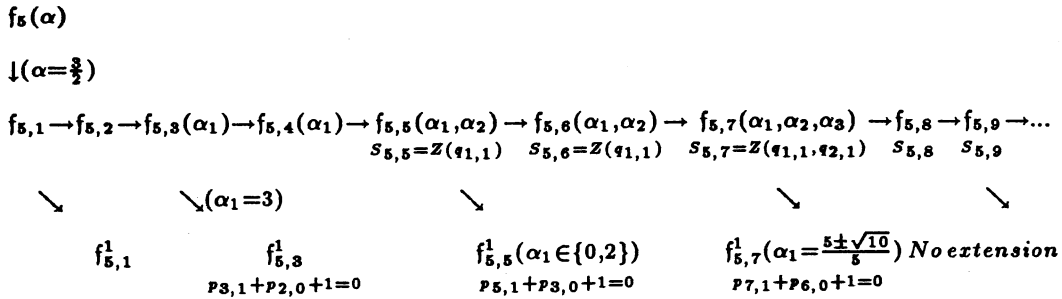 f₅(α)
↓(α=3/2)
f₅,₁→f₅,₂→f₅,₃(α₁)→f₅,₄(α₁)→ f₅,₅(α₁,α₂) → f₅,₆(α₁,α₂) → f₅,₇(α₁,α₂,α₃) →f₅,₈→f₅,₉→...
S₅,₅=Z(q₁,₁) S₅,₆=Z(q₁,₁) S₅,₇=Z(q₁,₁,q₂,₁) S₅,₈ S₅,₉
↘ ↘(α₁=3) ↘ ↘ ↘
f¹₅,₁ f¹₅,₃ f¹₅,₅(α₁∈{0,2}) f¹₅,₇(α₁=(5±√10)/5) No extension
p₃,₁+p₂,₀+1=0 p₅,₁+p₃,₀+1=0 p₇,₁+p₆,₀+1=0